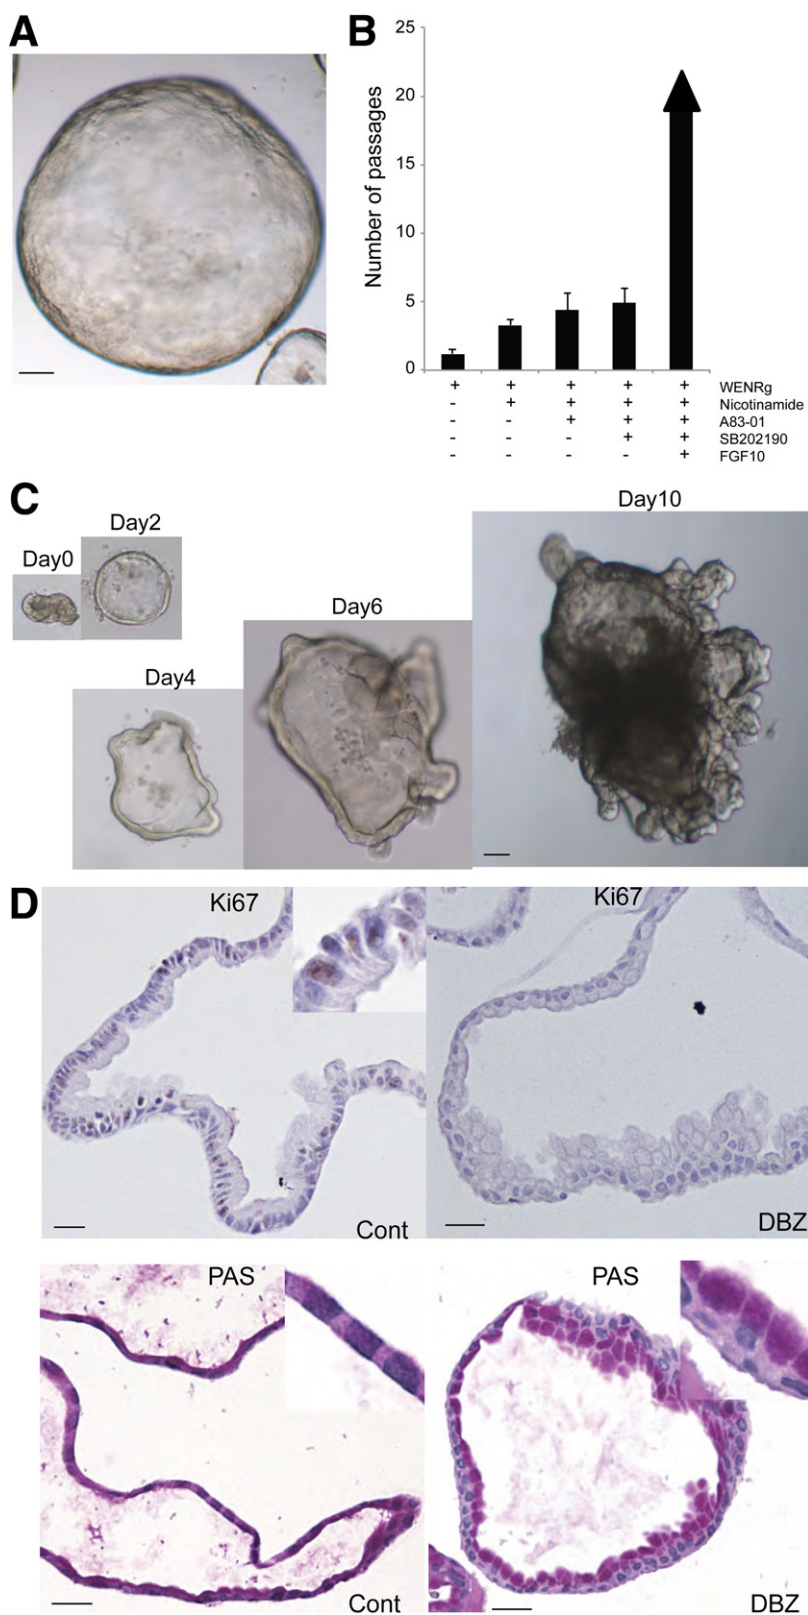 A
B
25
20
15
10
5
0
Number of passages
+ + + + + WENRg
- + + + + Nicotinamide
- - + + + A83-01
- - - + + SB202190
- - - - + FGF10
C
Day0
Day2
Day4
Day6
Day10
D
Ki67
Cont
Ki67
DBZ
PAS
Cont
PAS
DBZ